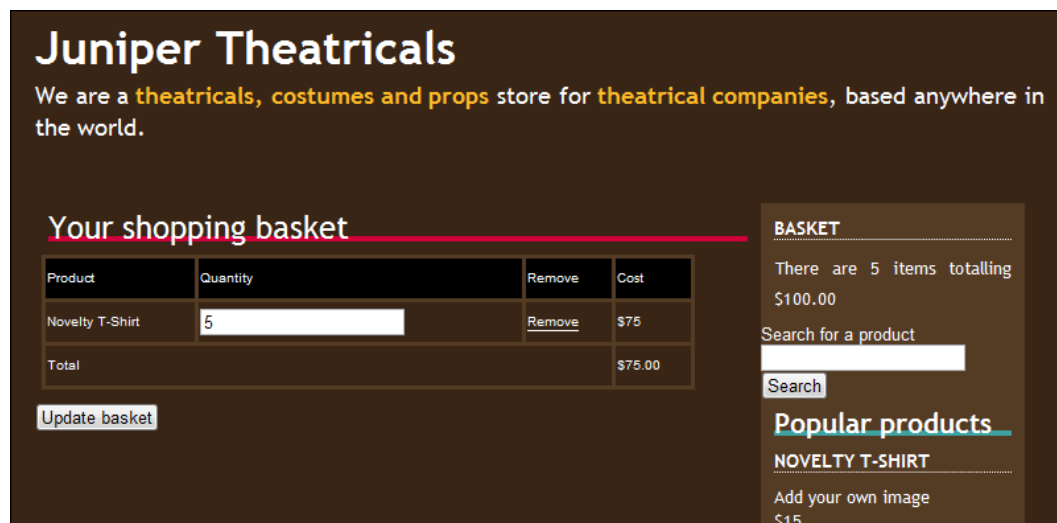 Juniper Theatricals
We are a theatricals, costumes and props store for theatrical companies, based anywhere in
the world.
Your shopping basket
Product Quantity Remove Cost
Novelty T-Shirt 5 Remove $75
Total $75.00
Update basket
BASKET
There are 5 items totalling
$100.00
Search for a product
Search
Popular products
NOVELTY T-SHIRT
Add your own image
$15